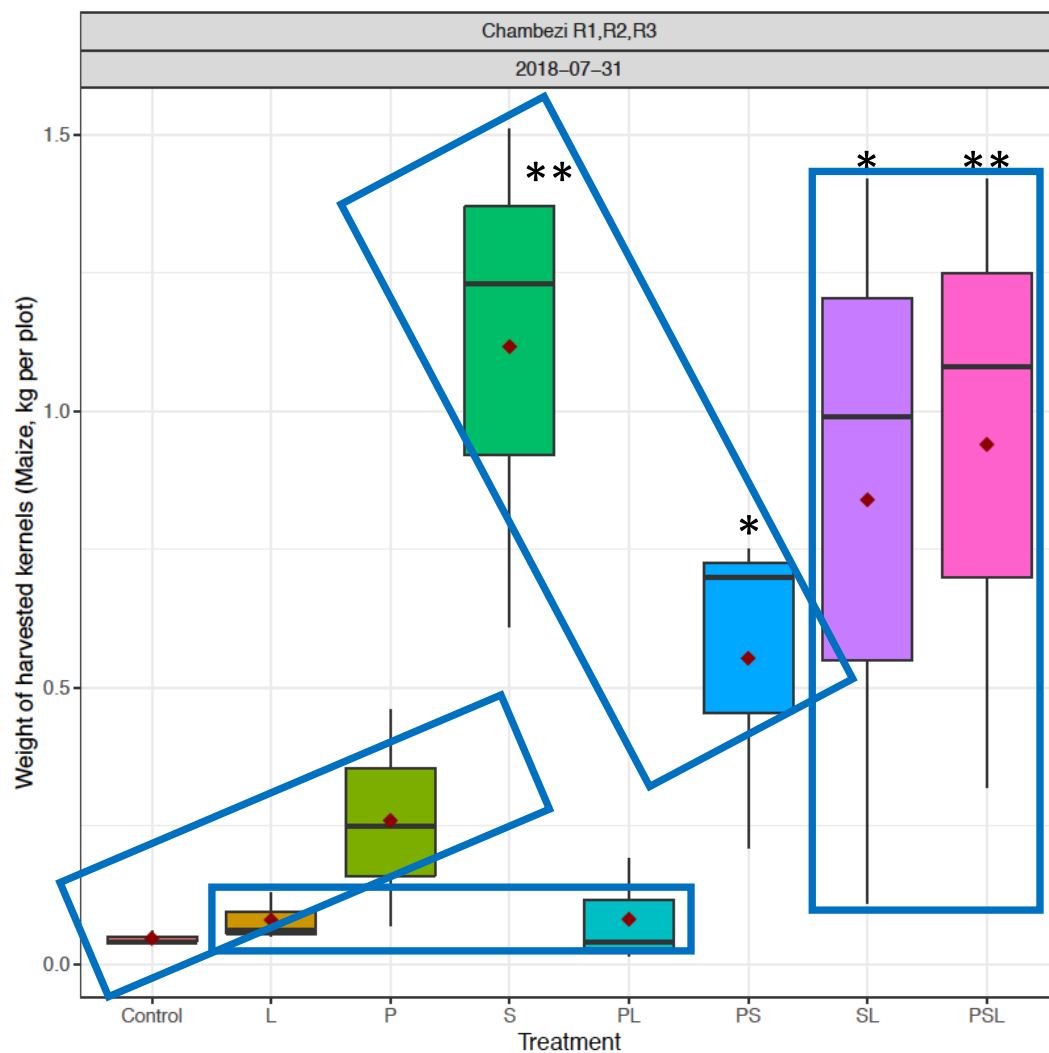 Chambezi R1,R2,R3
2018−07−31
Weight of harvested kernels (Maize, kg per plot)
1.5
1.0
0.5
0.0
**
*
*
**
Control L P S PL PS SL PSL
Treatment